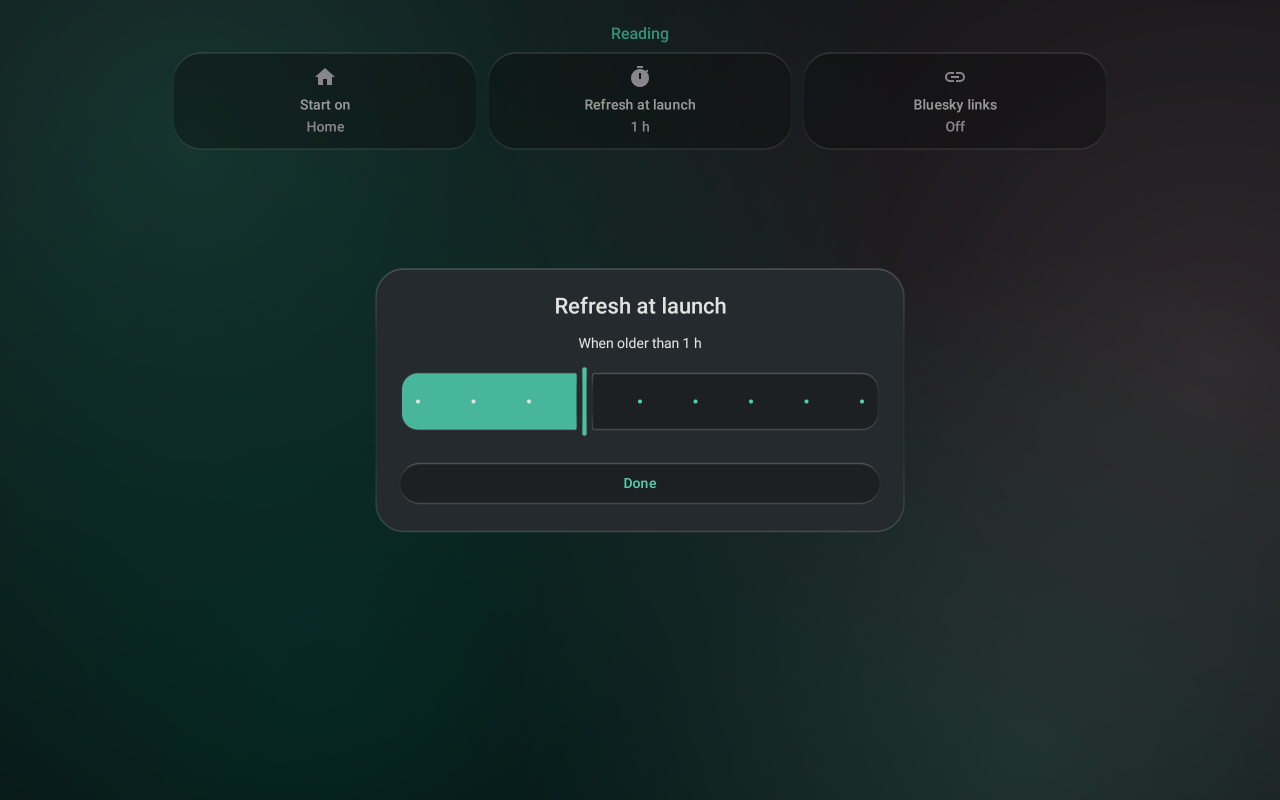 Reading
Start on
Home
Refresh at launch
1 h
Bluesky links
Off
Refresh at launch
When older than 1 h
Done